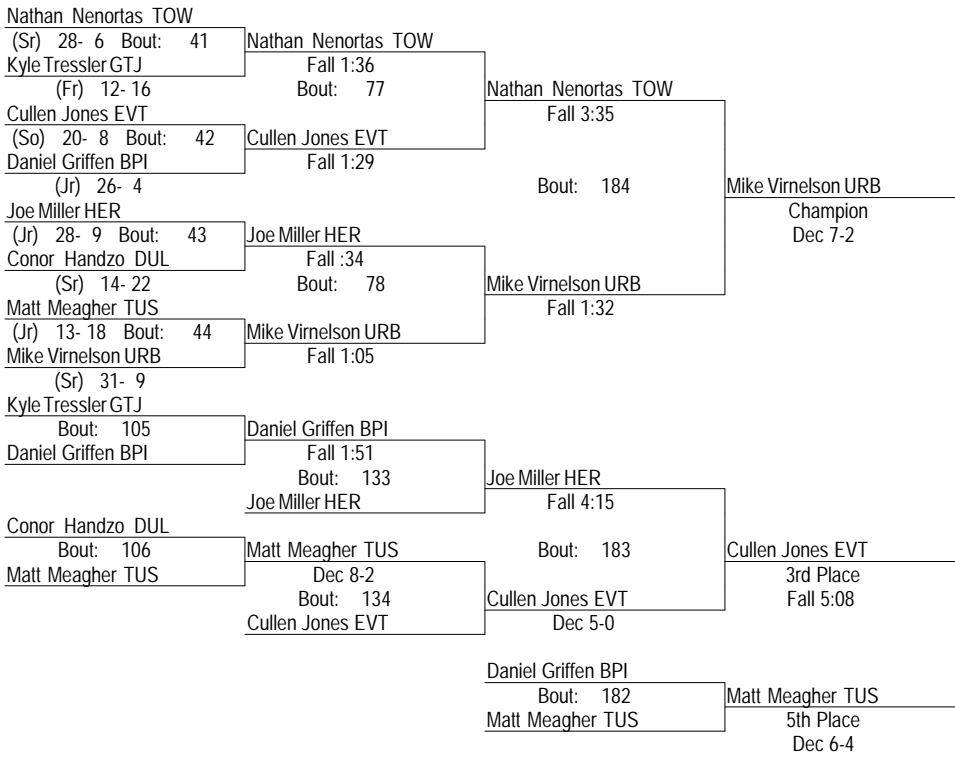 Nathan Nenortas TOW
(Sr) 28- 6 Bout: 41 Nathan Nenortas TOW
Kyle Tressler GTJ Fall 1:36
(Fr) 12- 16 Bout: 77 Nathan Nenortas TOW
Cullen Jones EVT Fall 3:35
(So) 20- 8 Bout: 42 Cullen Jones EVT
Daniel Griffen BPI Fall 1:29
(Jr) 26- 4 Bout: 184 Mike Virnelson URB
Joe Miller HER Champion
(Jr) 28- 9 Bout: 43 Joe Miller HER Dec 7-2
Conor Handzo DUL Fall :34
(Sr) 14- 22 Bout: 78 Mike Virnelson URB
Matt Meagher TUS Fall 1:32
(Jr) 13- 18 Bout: 44 Mike Virnelson URB
Mike Virnelson URB Fall 1:05
(Sr) 31- 9
Kyle Tressler GTJ
Bout: 105 Daniel Griffen BPI
Daniel Griffen BPI Fall 1:51
Bout: 133 Joe Miller HER
Joe Miller HER Fall 4:15
Conor Handzo DUL
Bout: 106 Matt Meagher TUS Bout: 183 Cullen Jones EVT
Matt Meagher TUS Dec 8-2 3rd Place
Bout: 134 Cullen Jones EVT Fall 5:08
Cullen Jones EVT Dec 5-0
Daniel Griffen BPI
Bout: 182 Matt Meagher TUS
Matt Meagher TUS 5th Place
Dec 6-4